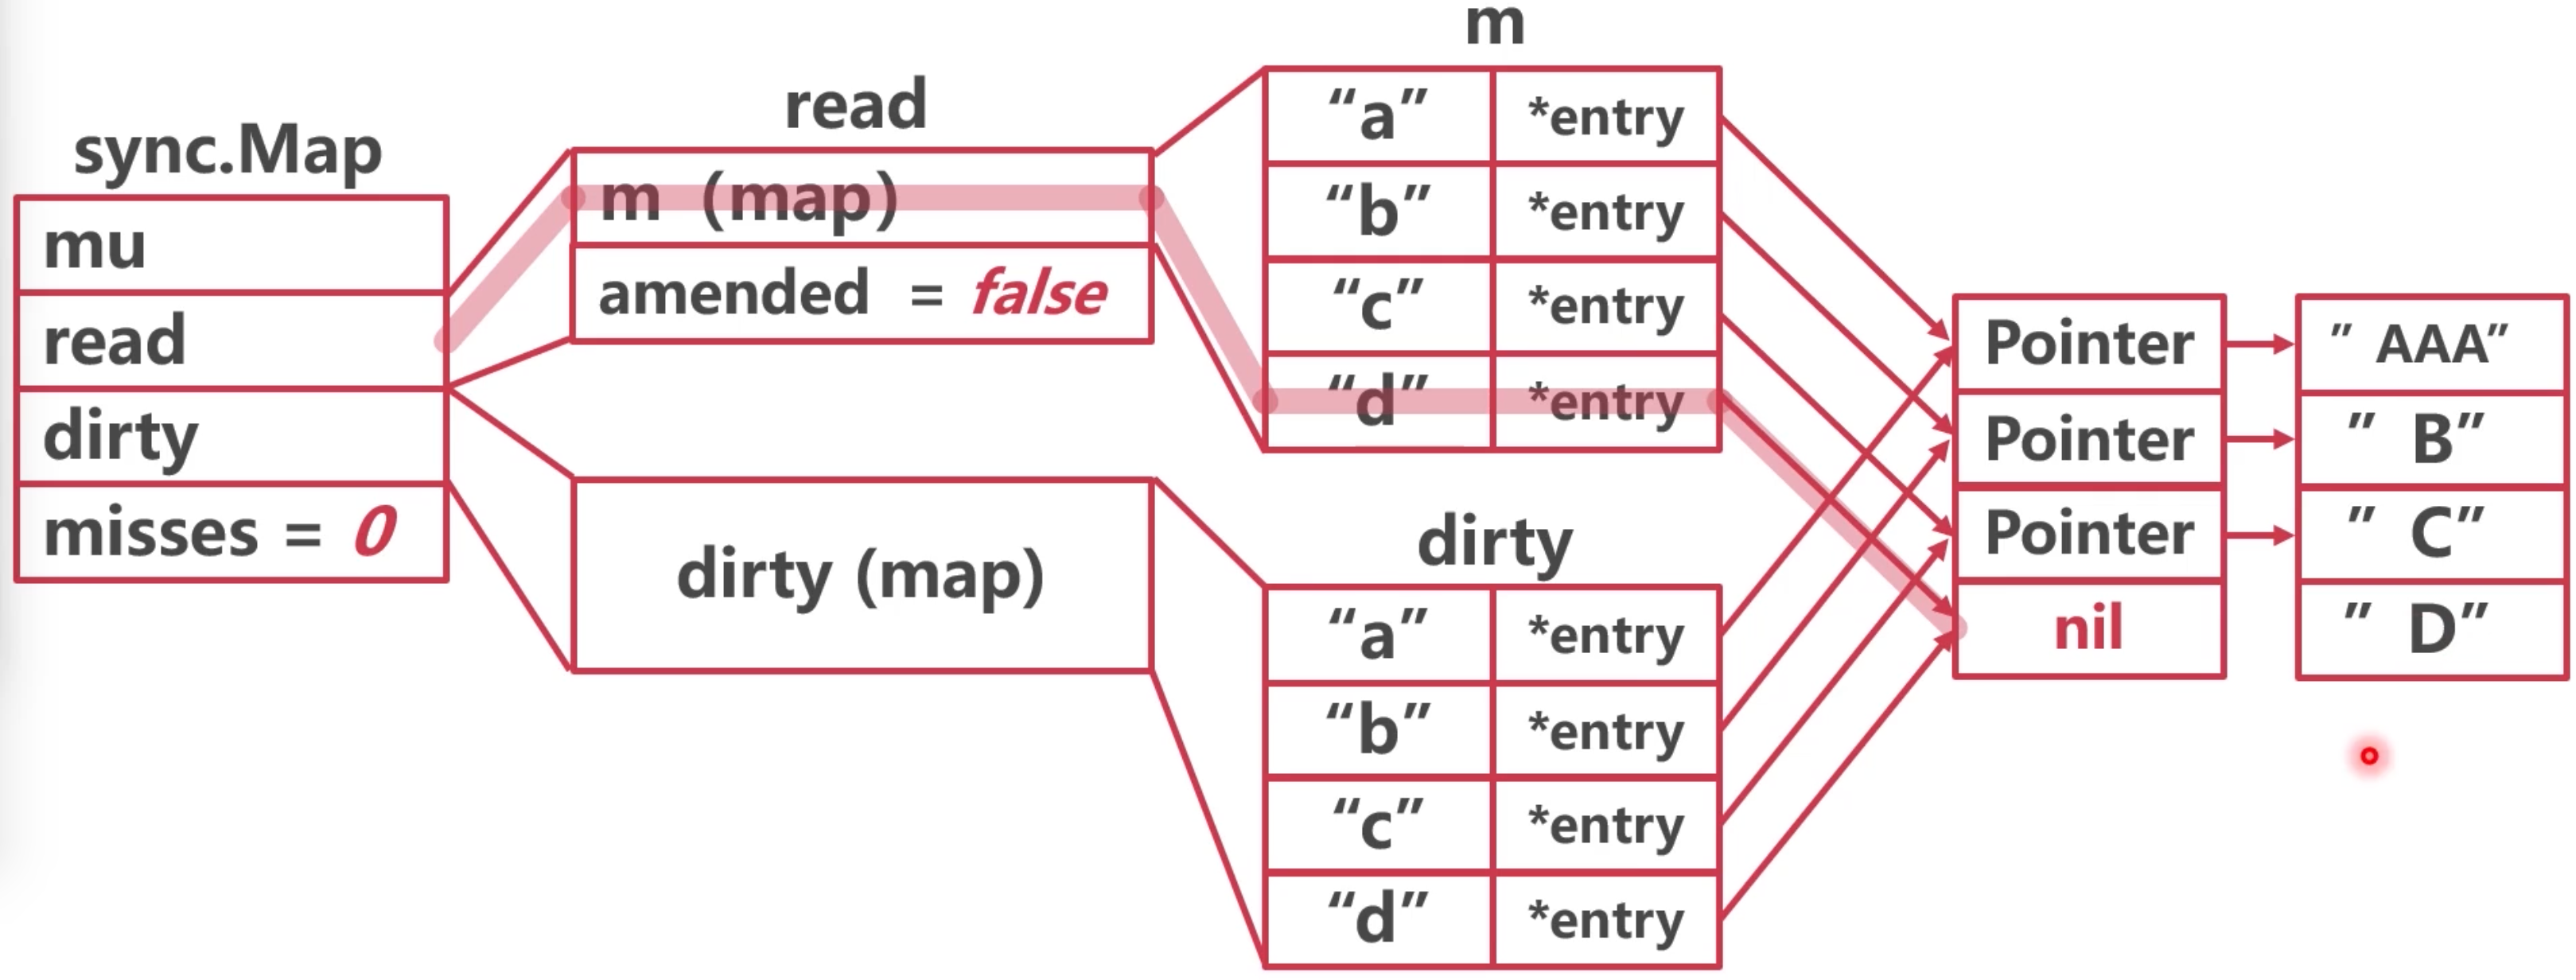 sync.Map
mu
read
dirty
misses = 0
read
m (map)
amended = false
dirty (map)
m
“a” *entry
“b” *entry
“c” *entry
“d” *entry
dirty
“a” *entry
“b” *entry
“c” *entry
“d” *entry
Pointer
Pointer
Pointer
nil
” AAA”
” B”
” C”
” D”